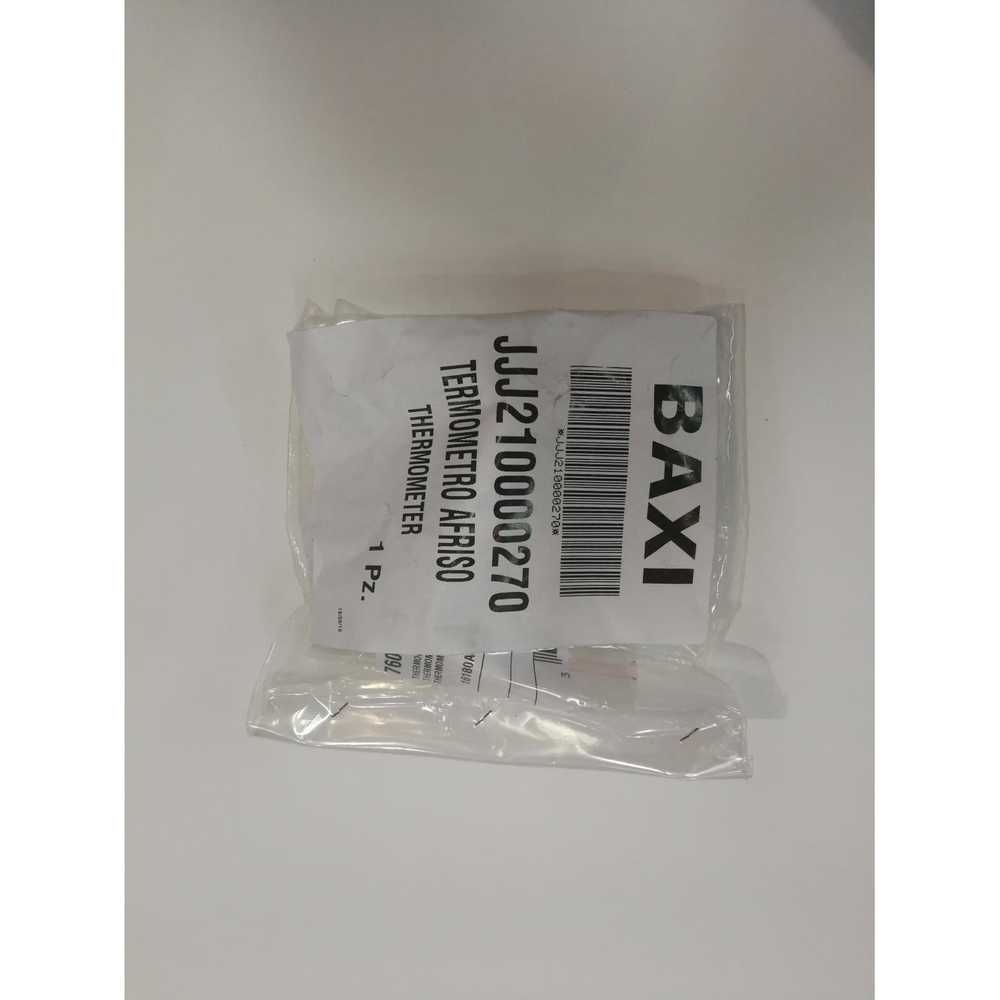 BAXI
*JJJ210000270*
JJJ210000270
TERMOMETRO AFRISO
THERMOMETER
1 Pz.